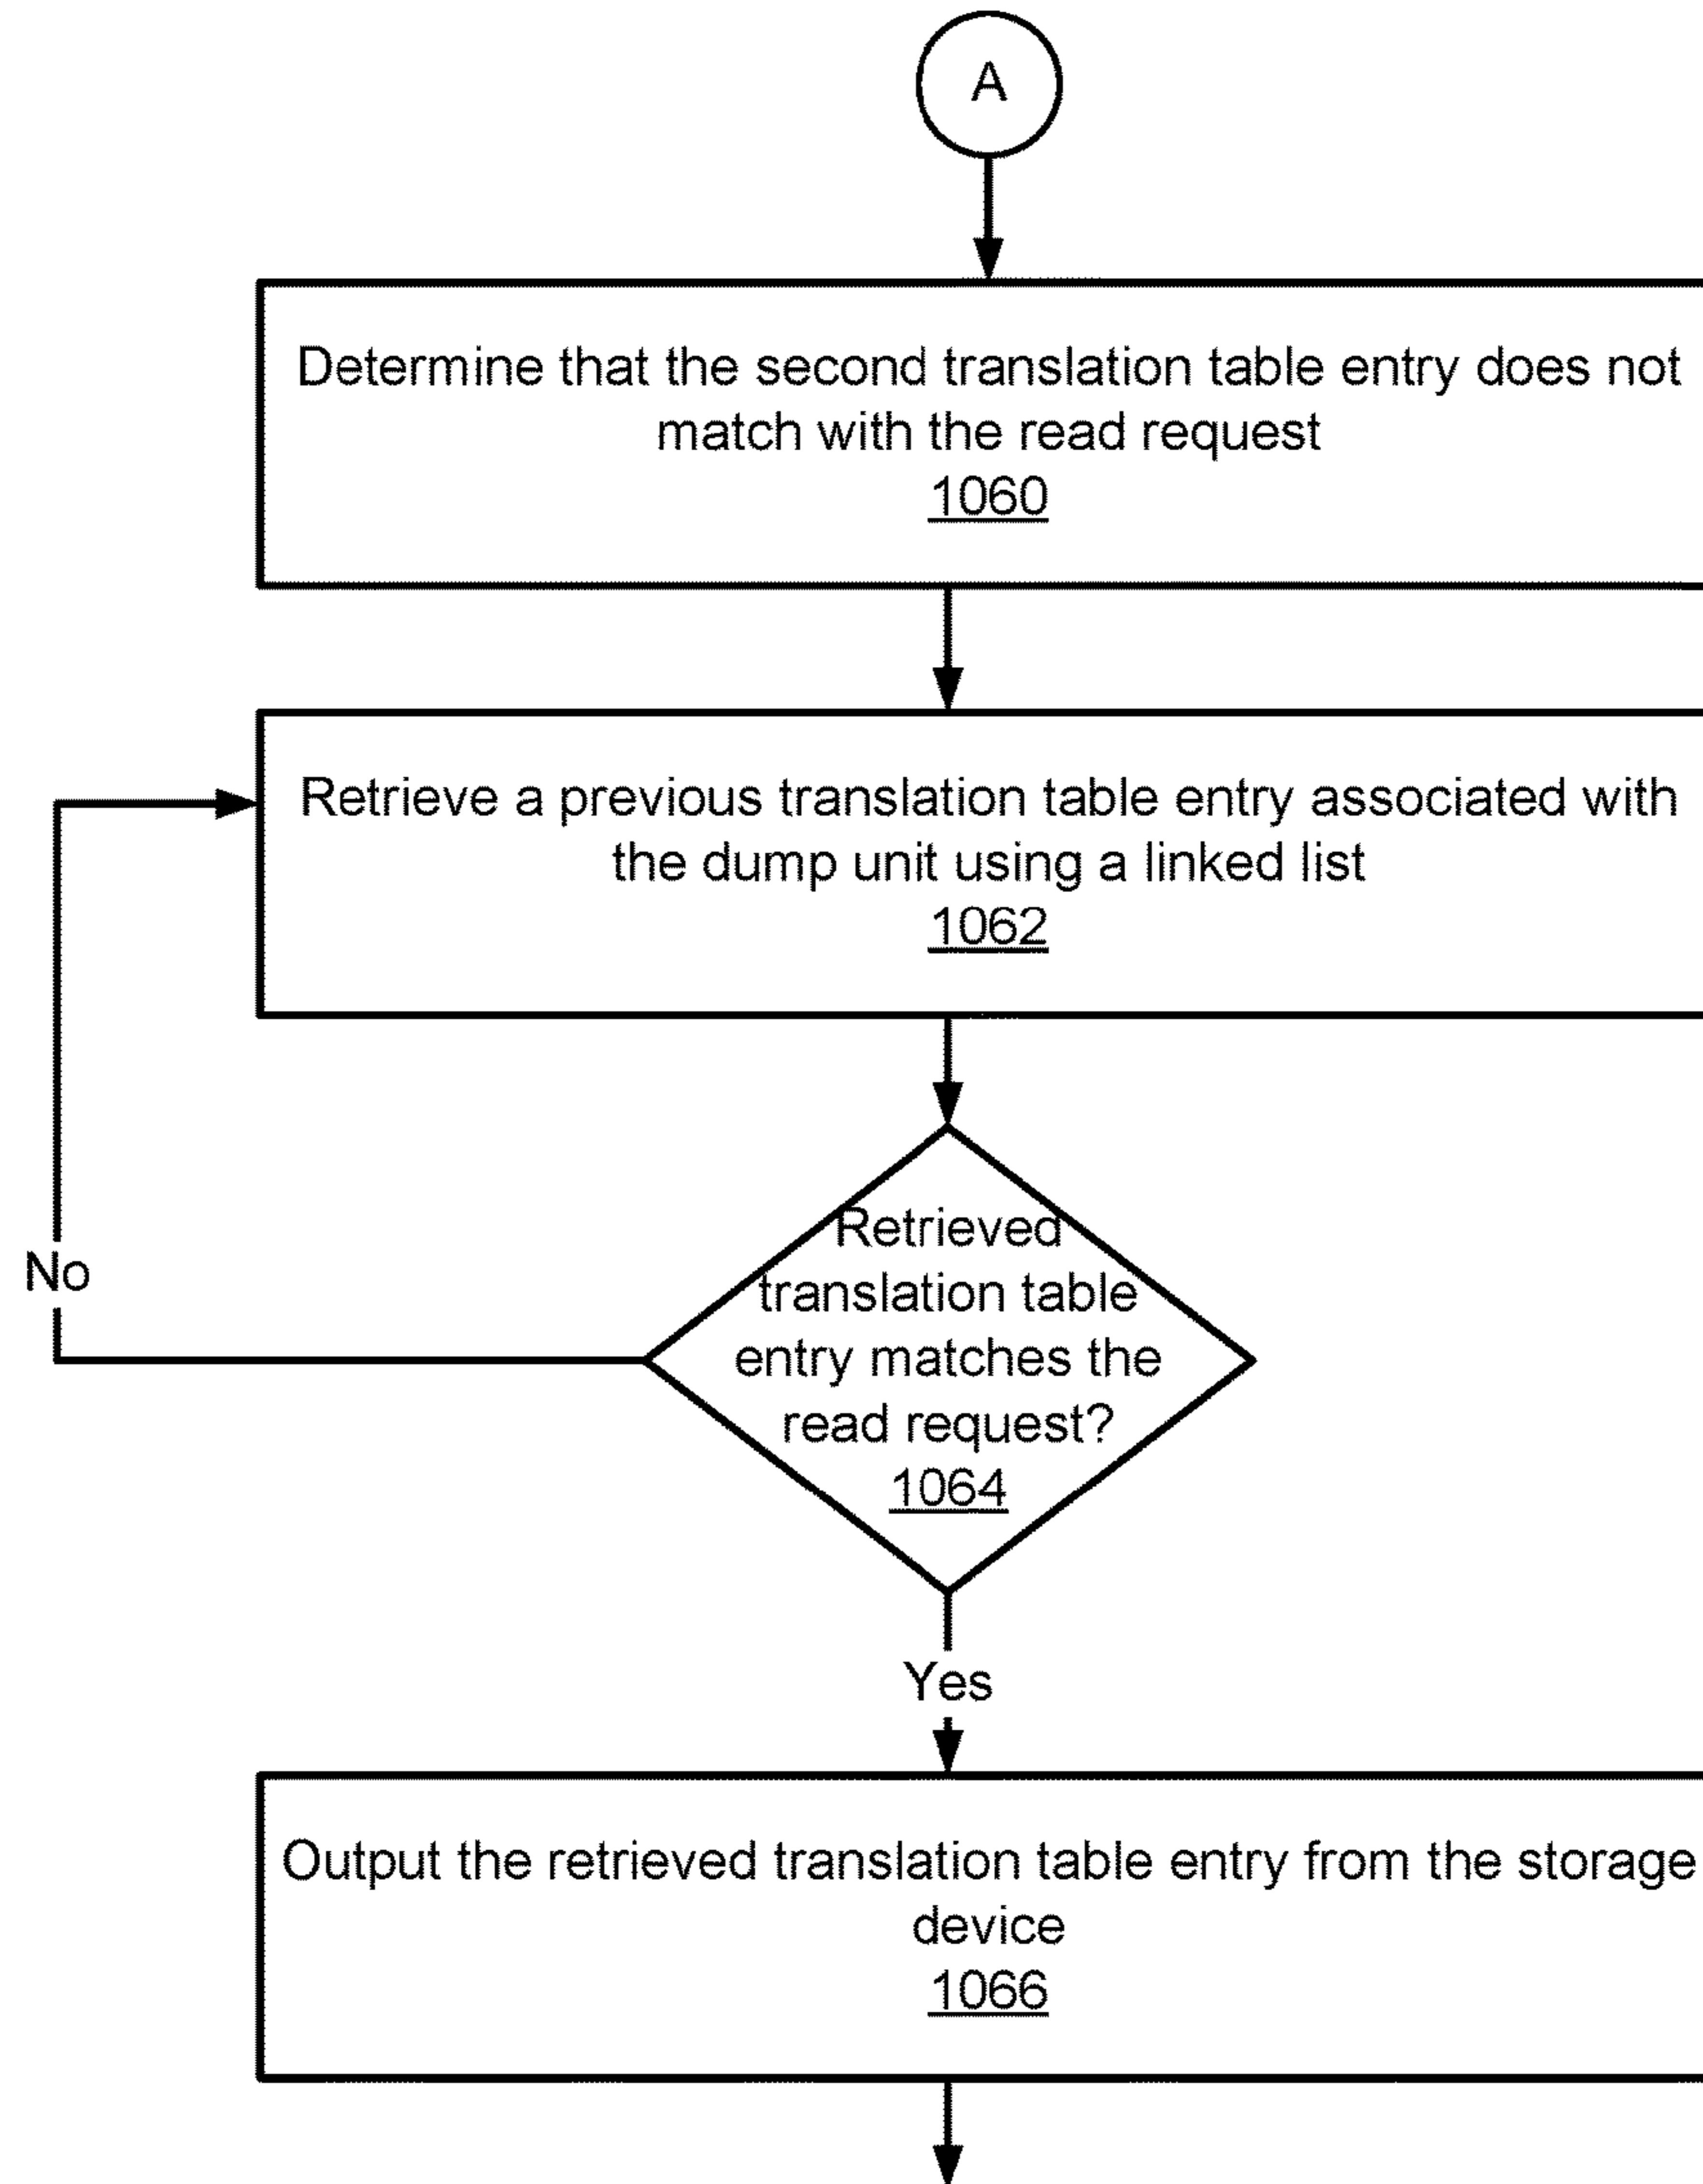 A
Determine that the second translation table entry does not
match with the read request
1060
Retrieve a previous translation table entry associated with
the dump unit using a linked list
1062
Retrieved
translation table
entry matches the
read request?
1064
No
Yes
Output the retrieved translation table entry from the storage
device
1066